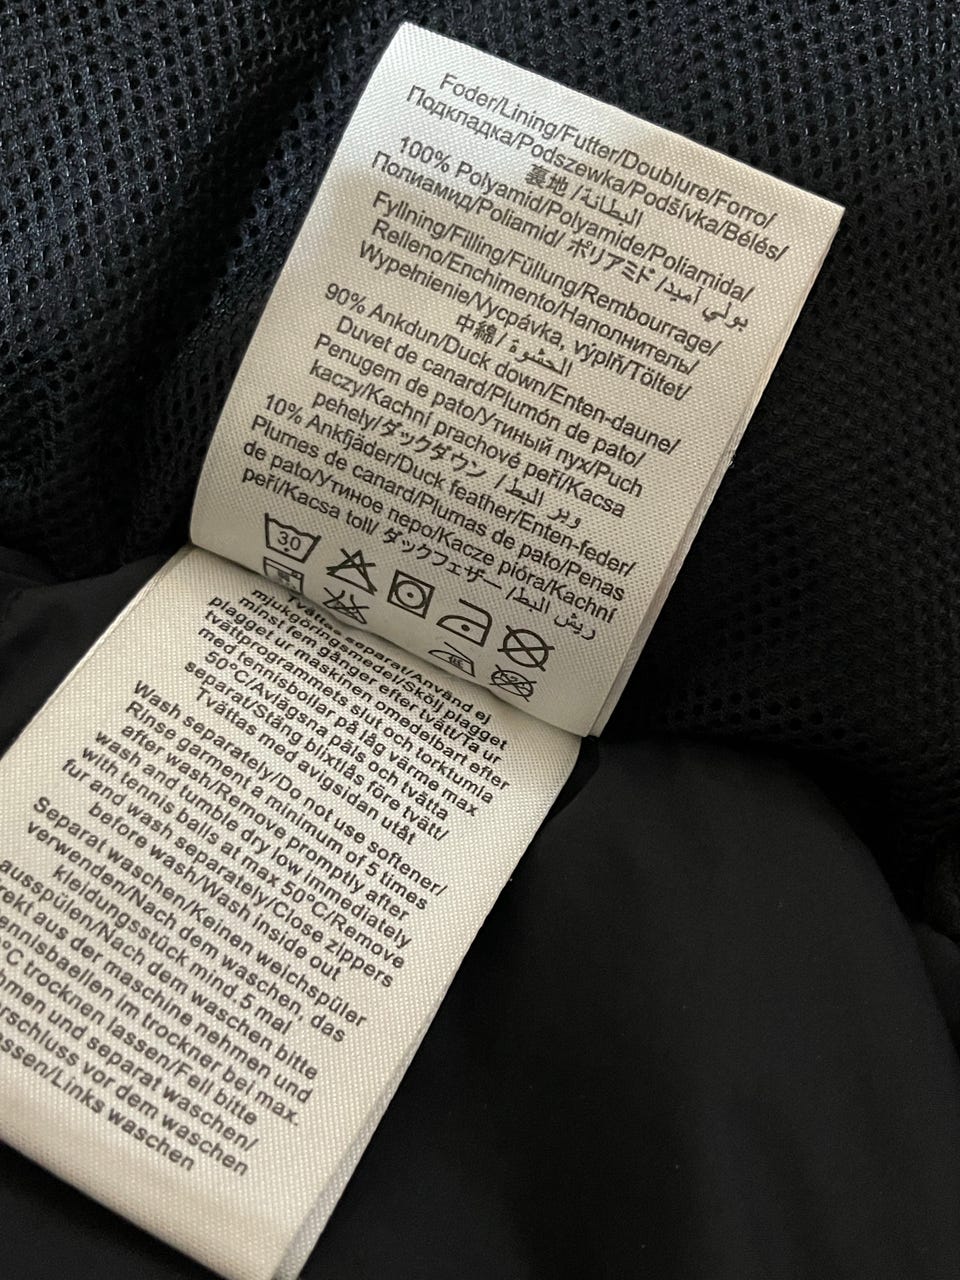 Foder/Lining/Futter/Doublure/Forro/
Подкладка/Podszewka/Podšívka/Bélés/
裏地 /البطانة
100% Polyamid/Polyamide/Poliamida/
Полиамид/Poliamid/ ポリアミド /بولي أميد
Fyllning/Filling/Füllung/Rembourrage/
Relleno/Enchimento/Наполнитель/
Wypełnienie/Vycpávka, výplň/Töltet/
中綿/ الحشوة
90% Ankdun/Duck down/Enten-daune/
Duvet de canard/Plumón de pato/
Penugem de pato/Утиный пух/Puch
kaczy/Kachní prachové peří/Kacsa
pehely/ダックダウン /وبر البط
10% Ankfjäder/Duck feather/Enten-feder/
Plumes de canard/Plumas de pato/Penas
de pato/Утиное перо/Kacze pióra/Kachní
peří/Kacsa toll/ ダックフェザー /ريش البط
30
Tvättas separat/Använd ej
mjukgöringsmedel/Skölj plagget
minst fem gånger efter tvätt/Ta ur
plagget ur maskinen omedelbart efter
tvättprogrammets slut och torktumla
med tennisbollar på låg värme max
50°C/Avlägsna päls och tvätta
separat/Stäng blixtlås före tvätt/
Tvättas med avigsidan utåt
Wash separately/Do not use softener/
Rinse garment a minimum of 5 times
after wash/Remove promptly after
wash and tumble dry low immediately
with tennis balls at max 50°C/Remove
fur and wash separately/Close zippers
before wash/Wash inside out
Separat waschen/Keinen weichspüler
verwenden/Nach dem waschen, das
kleidungsstück mind.5 mal
ausspülen/Nach dem waschen bitte
aus der maschine nehmen und
im trockner bei max.
°C trocknen lassen/Fell bitte
und separat waschen/
vor dem waschen
Links waschen